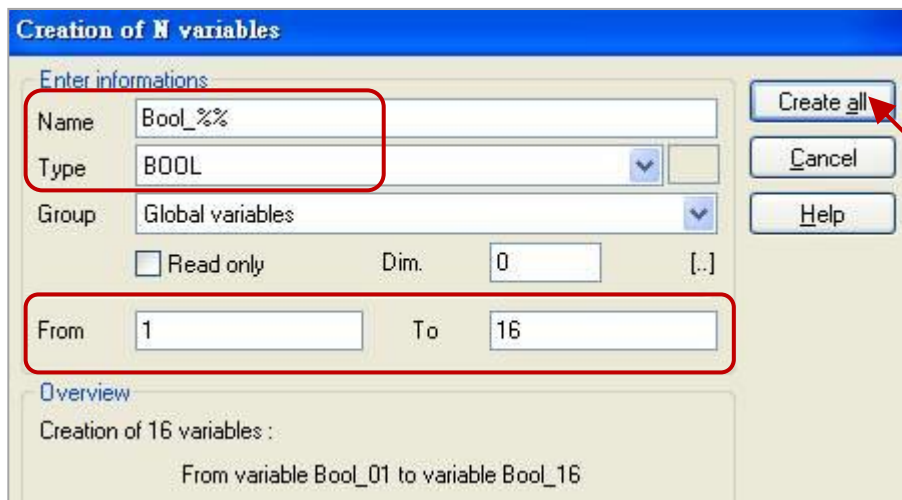 Creation of N variables
Enter informations
Name Bool_%% Create all
Type BOOL Cancel
Group Global variables Help
Read only Dim. 0 [..]
From 1 To 16
Overview
Creation of 16 variables :
From variable Bool_01 to variable Bool_16